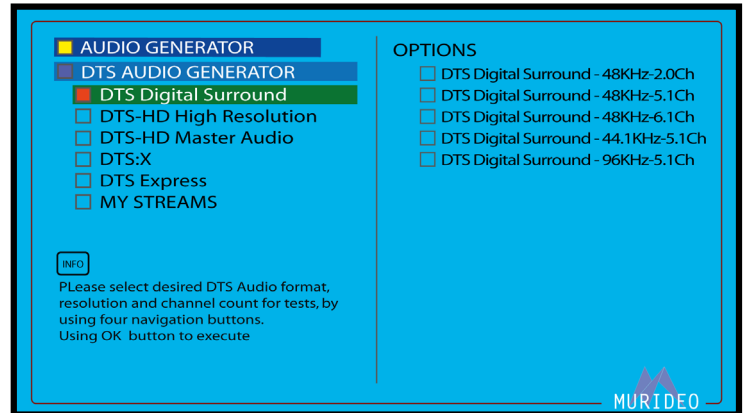 AUDIO GENERATOR
DTS AUDIO GENERATOR
DTS Digital Surround
DTS-HD High Resolution
DTS-HD Master Audio
DTS:X
DTS Express
MY STREAMS
INFO
PLease select desired DTS Audio format,
resolution and channel count for tests, by
using four navigation buttons.
Using OK button to execute
OPTIONS
DTS Digital Surround - 48KHz-2.0Ch
DTS Digital Surround - 48KHz-5.1Ch
DTS Digital Surround - 48KHz-6.1Ch
DTS Digital Surround - 44.1KHz-5.1Ch
DTS Digital Surround - 96KHz-5.1Ch
MURIDEO